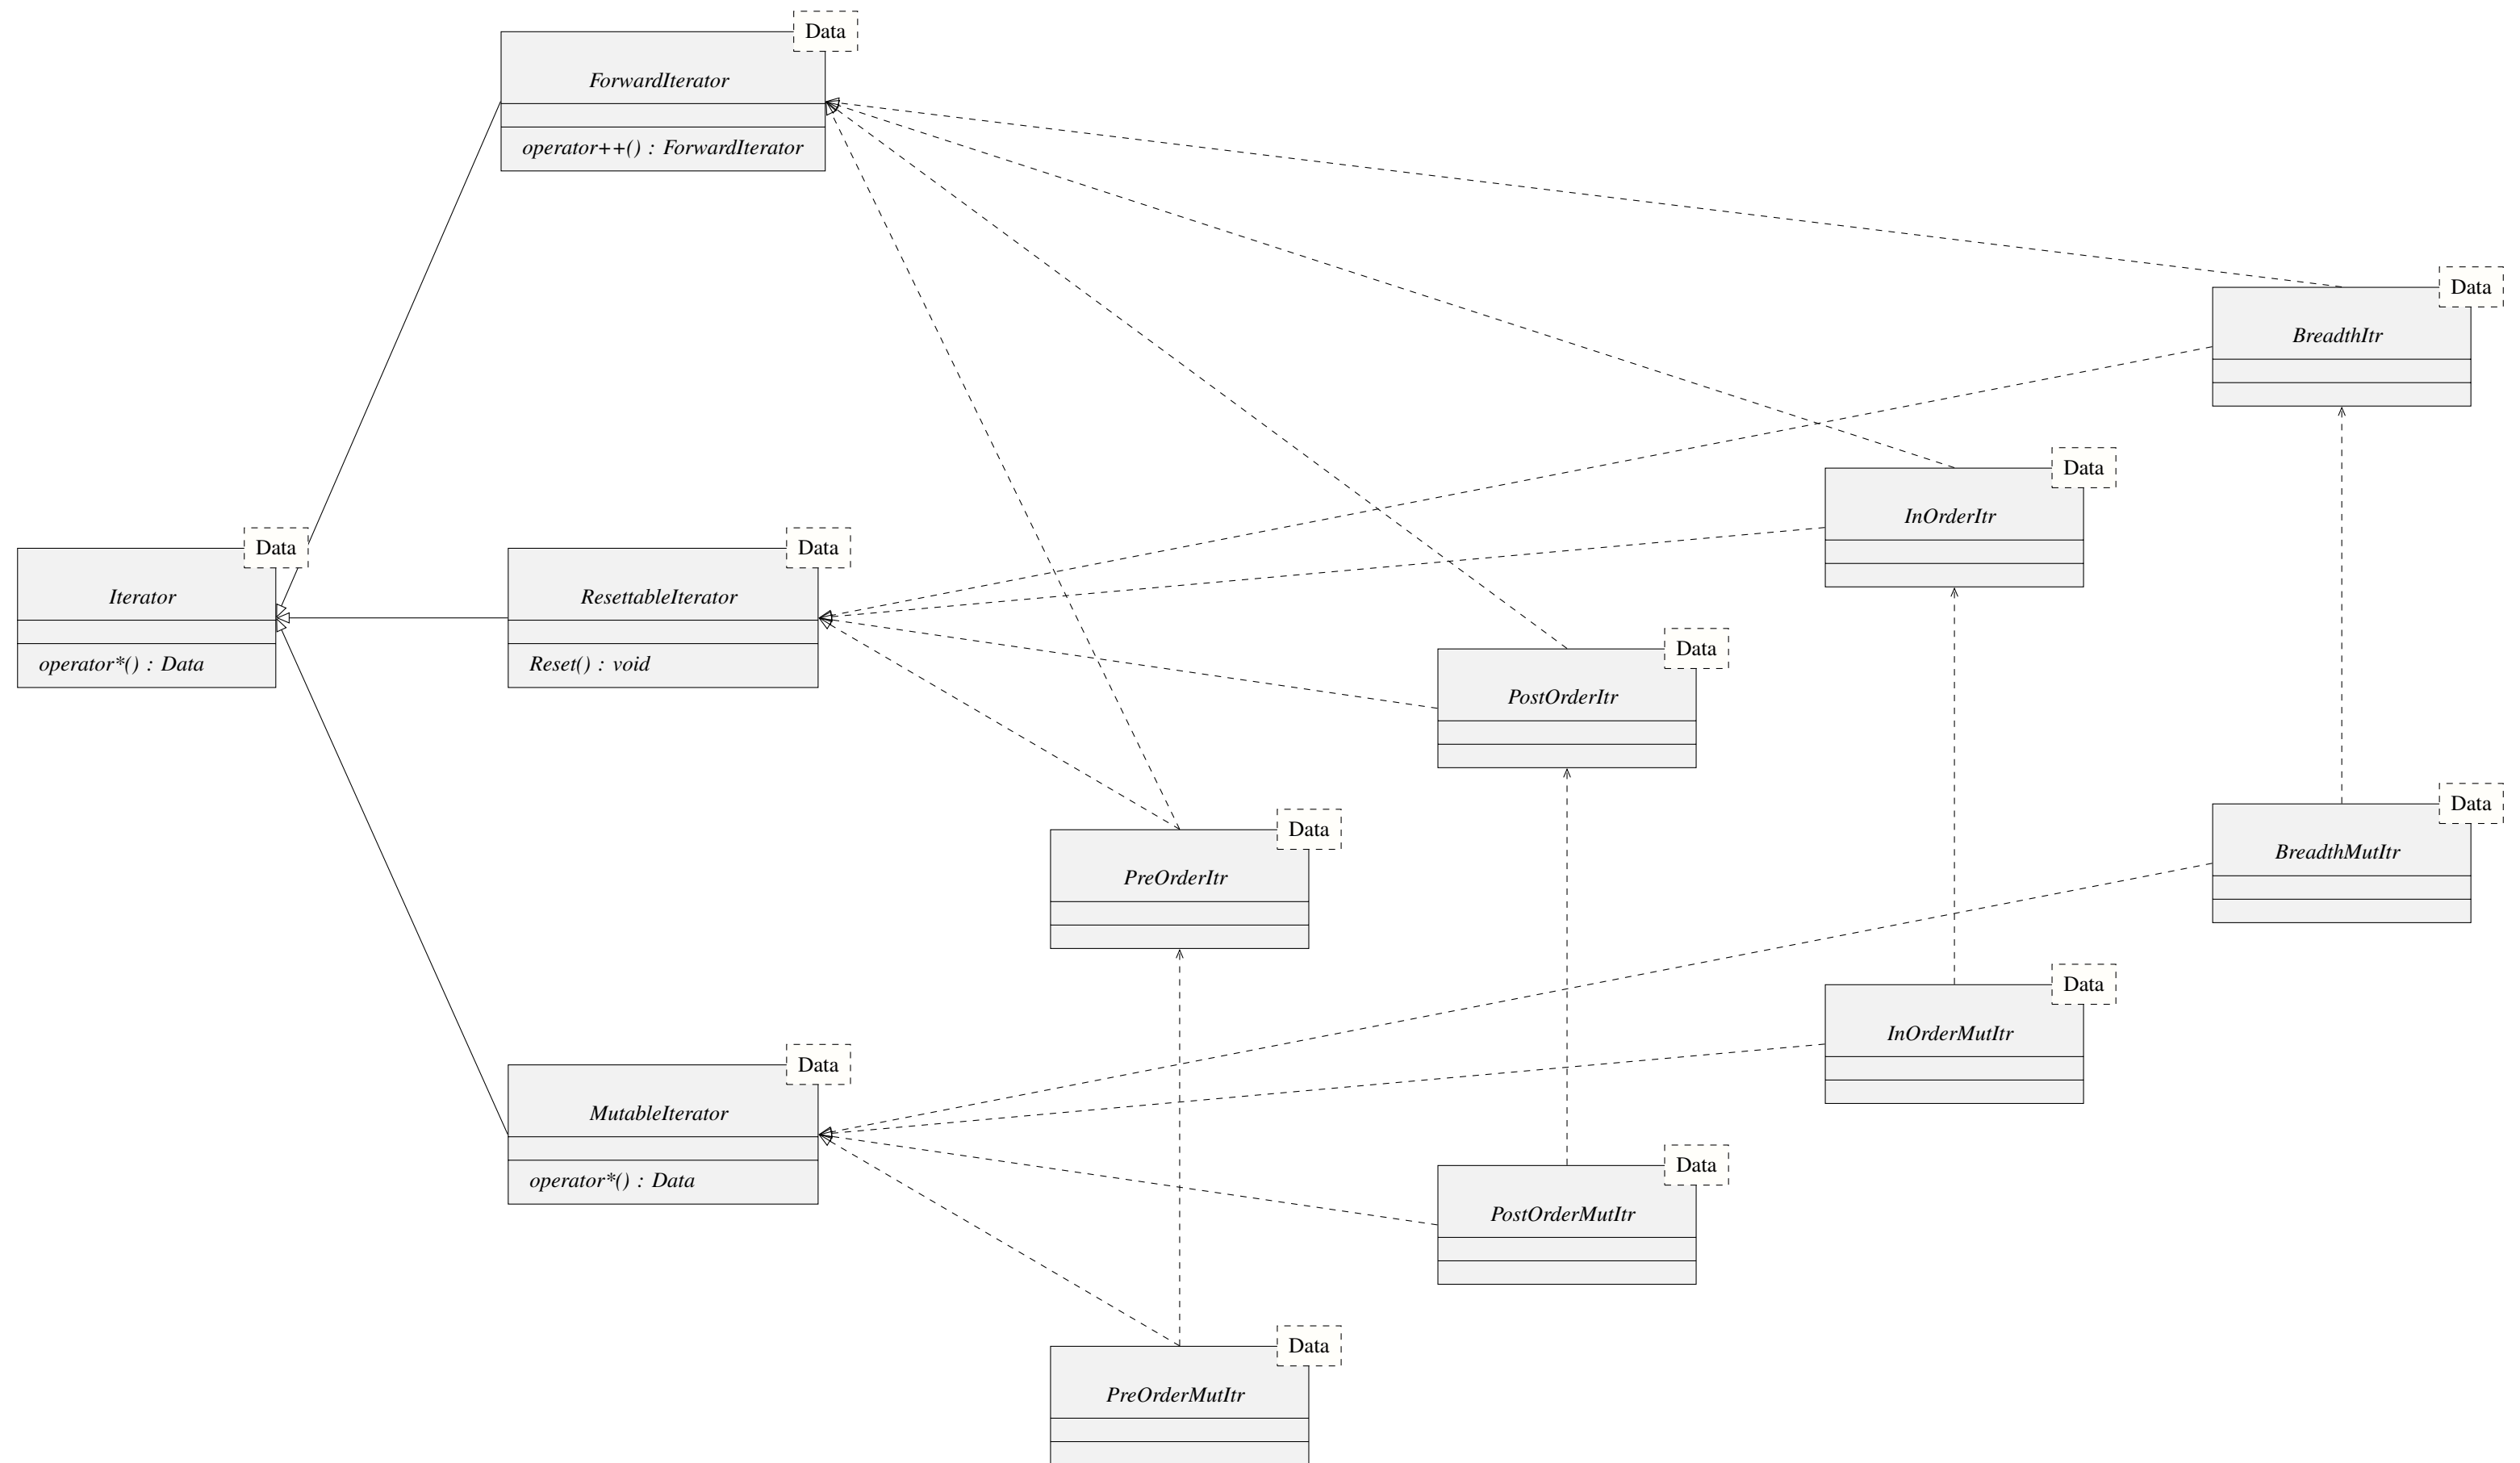 Data
ForwardIterator
operator++() : ForwardIterator
Data
BreadthItr
Data
InOrderItr
Data
Iterator
operator*() : Data
Data
ResettableIterator
Reset() : void
Data
PostOrderItr
Data
PreOrderItr
Data
BreadthMutItr
Data
InOrderMutItr
Data
MutableIterator
operator*() : Data
Data
PostOrderMutItr
Data
PreOrderMutItr